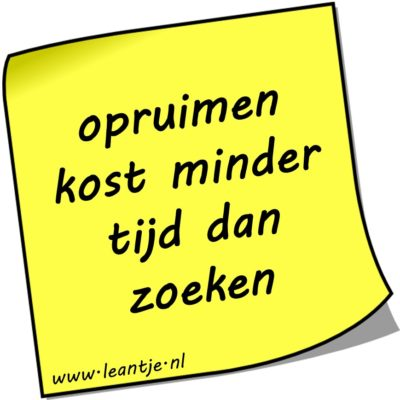 opruimen
kost minder
tijd dan
zoeken
www.leantje.nl